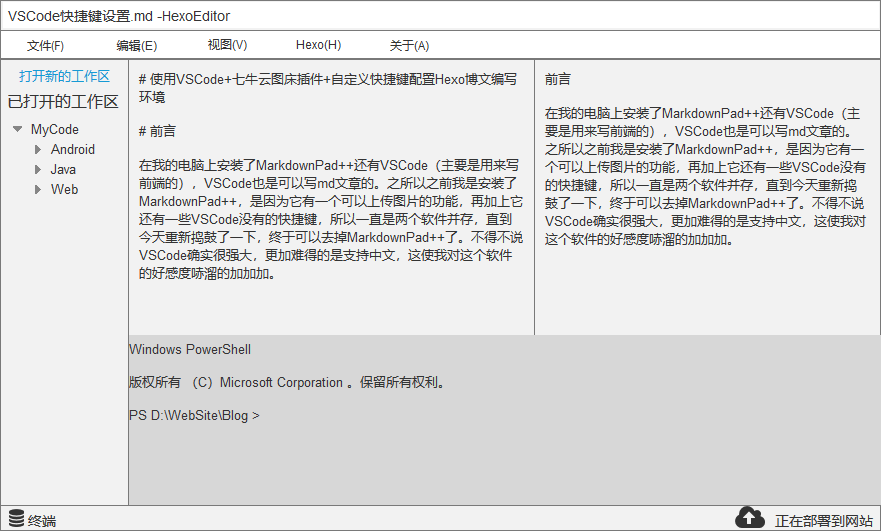 VSCode快捷键设置.md -HexoEditor
文件(F) 编辑(E) 视图(V) Hexo(H) 关于(A)
打开新的工作区
已打开的工作区
MyCode
Android
Java
Web
# 使用VSCode+七牛云图床插件+自定义快捷键配置Hexo博文编写
环境
# 前言
在我的电脑上安装了MarkdownPad++还有VSCode（主要是用来写
前端的），VSCode也是可以写md文章的。之所以之前我是安装了
MarkdownPad++，是因为它有一个可以上传图片的功能，再加上它
还有一些VSCode没有的快捷键，所以一直是两个软件并存，直到
今天重新捣鼓了一下，终于可以去掉MarkdownPad++了。不得不说
VSCode确实很强大，更加难得的是支持中文，这使我对这个软件
的好感度哧溜的加加加。
前言
在我的电脑上安装了MarkdownPad++还有VSCode（主
要是用来写前端的），VSCode也是可以写md文章的。
之所以之前我是安装了MarkdownPad++，是因为它有一
个可以上传图片的功能，再加上它还有一些VSCode没有
的快捷键，所以一直是两个软件并存，直到今天重新捣
鼓了一下，终于可以去掉MarkdownPad++了。不得不说
VSCode确实很强大，更加难得的是支持中文，这使我对
这个软件的好感度哧溜的加加加。
Windows PowerShell
版权所有 （C）Microsoft Corporation 。保留所有权利。
PS D:\WebSite\Blog >
终端
正在部署到网站